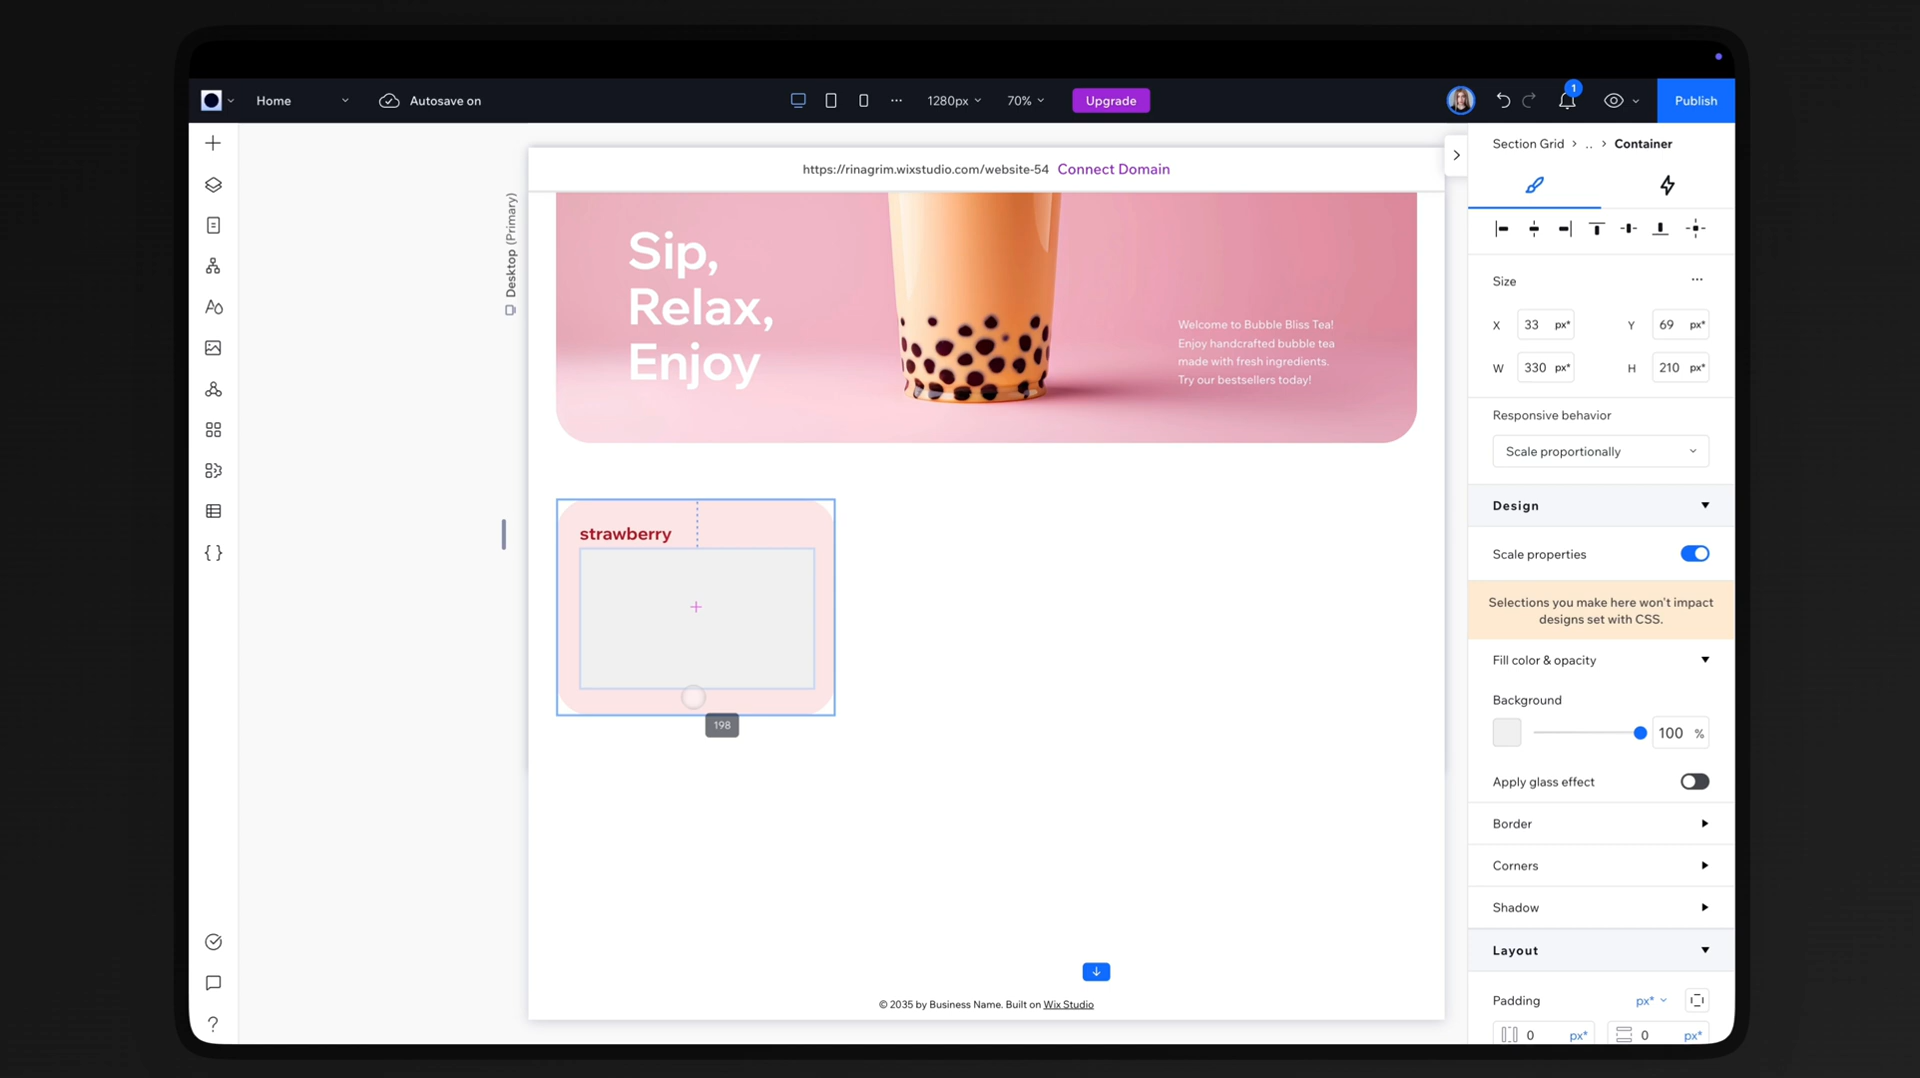 Home
Autosave on
1280px
70%
Upgrade
1
Publish
Section Grid > .. > Container
https://rinagrim.wixstudio.com/website-54 Connect Domain
Desktop (Primary)
Sip,
Relax,
Enjoy
Welcome to Bubble Bliss Tea!
Enjoy handcrafted bubble tea
made with fresh ingredients.
Try our bestsellers today!
strawberry
198
© 2035 by Business Name. Built on Wix Studio
Size
X 33 px* Y 69 px*
W 330 px* H 210 px*
Responsive behavior
Scale proportionally
Design
Scale properties
Selections you make here won't impact
designs set with CSS.
Fill color & opacity
Background
100 %
Apply glass effect
Border
Corners
Shadow
Layout
Padding px*
0 px* 0 px*